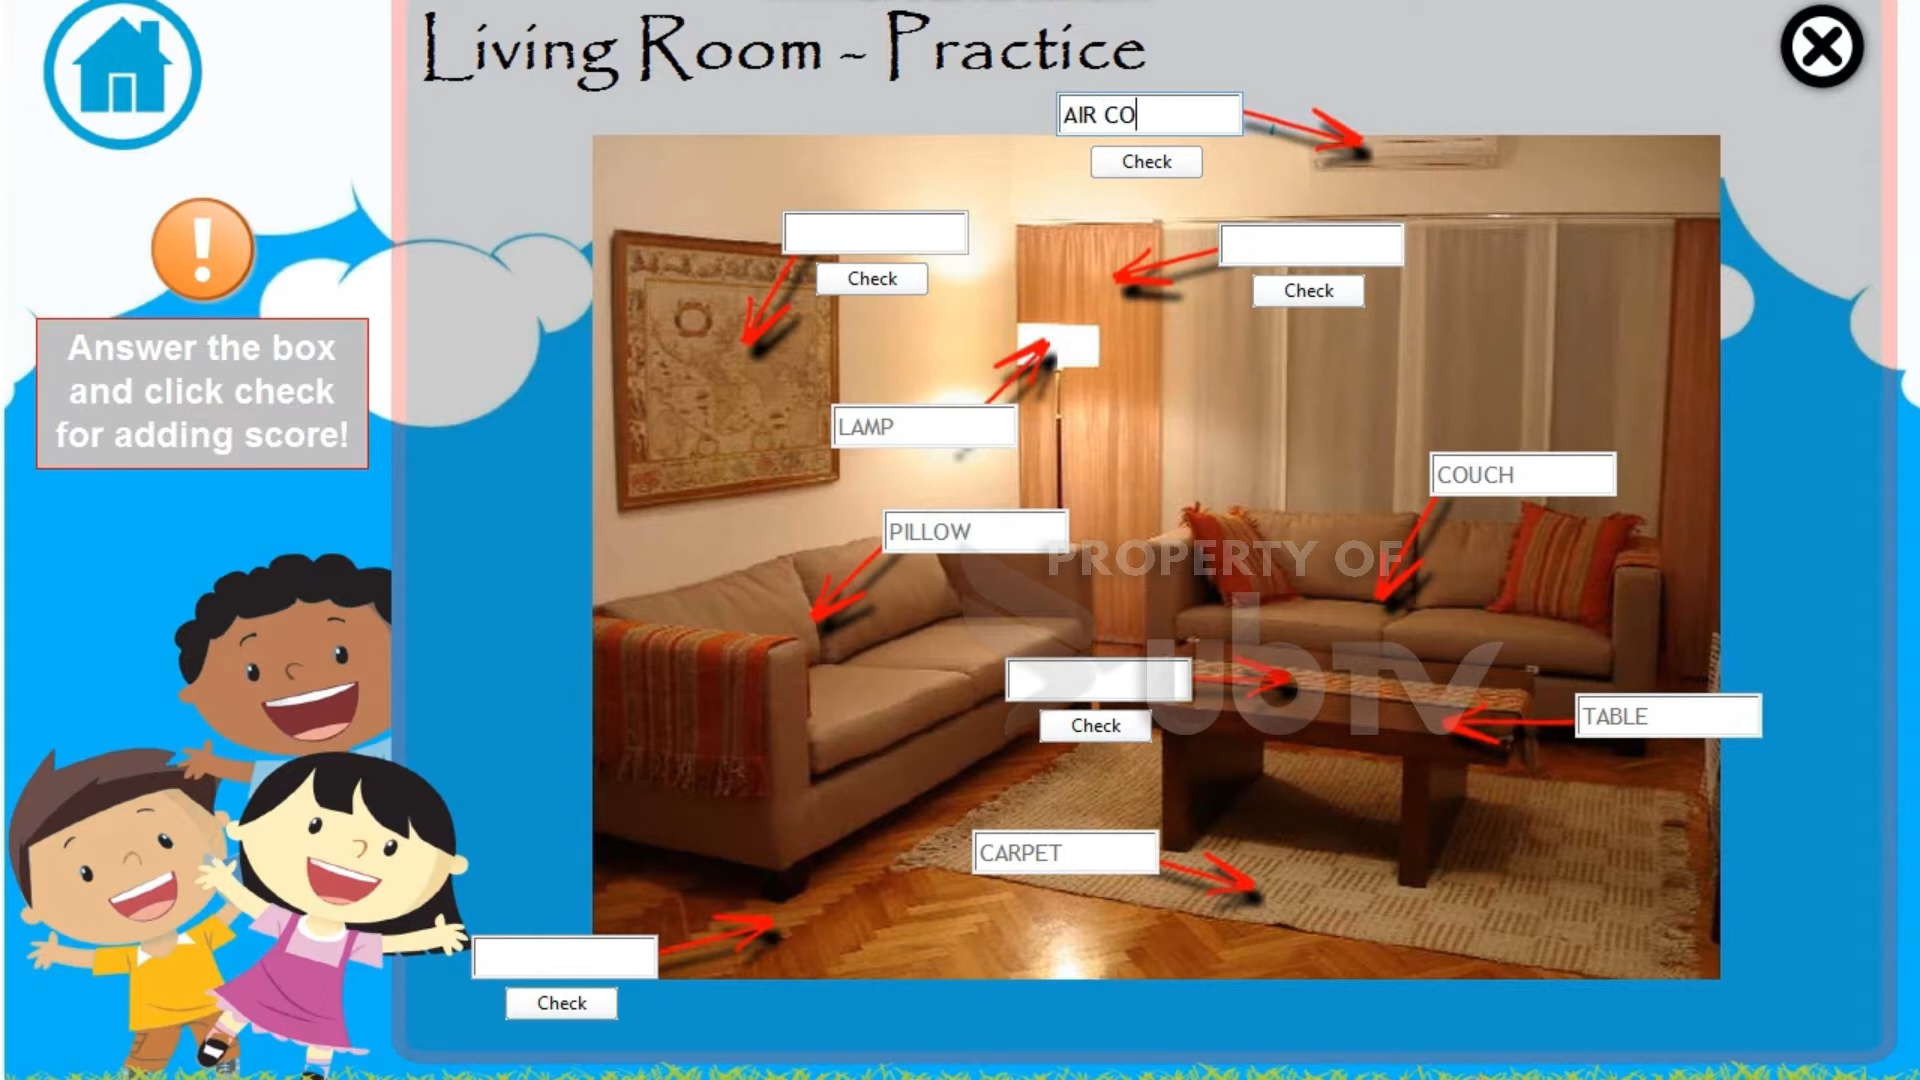 Living Room - Practice
AIR CO
Check
Check
Check
Answer the box
and click check
for adding score!
LAMP
COUCH
PILLOW
PROPERTY OF
SubTV
Check
TABLE
CARPET
Check